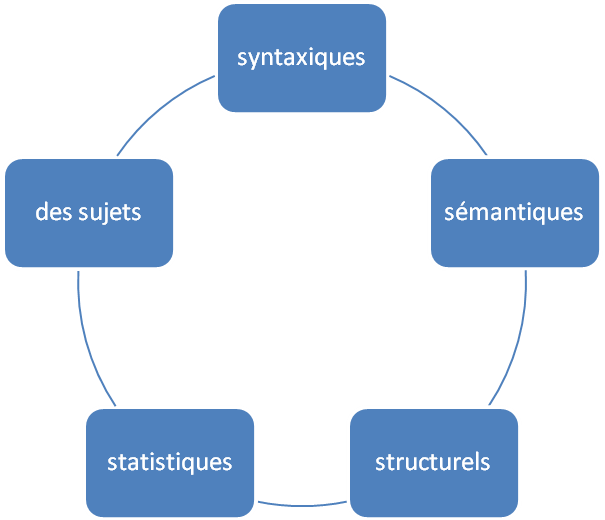 syntaxiques
des sujets
sémantiques
statistiques
structurels